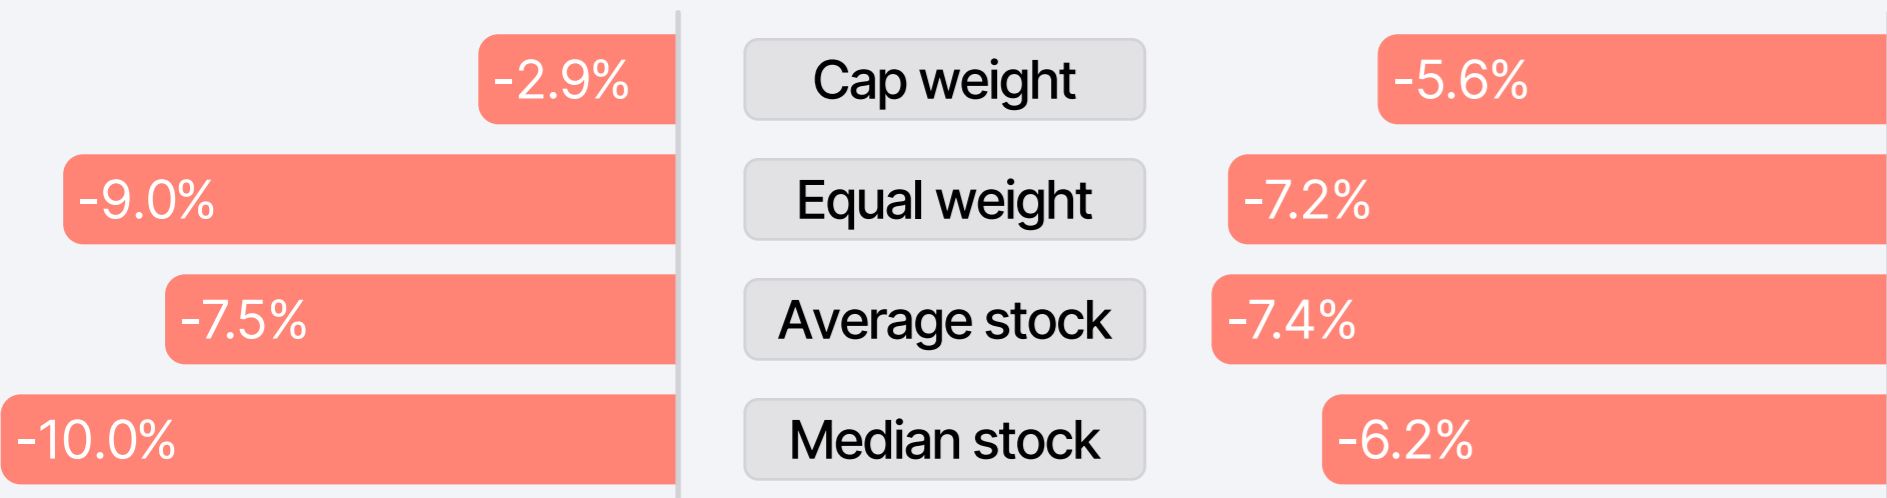 -2.9% Cap weight -5.6%
-9.0% Equal weight -7.2%
-7.5% Average stock -7.4%
-10.0% Median stock -6.2%